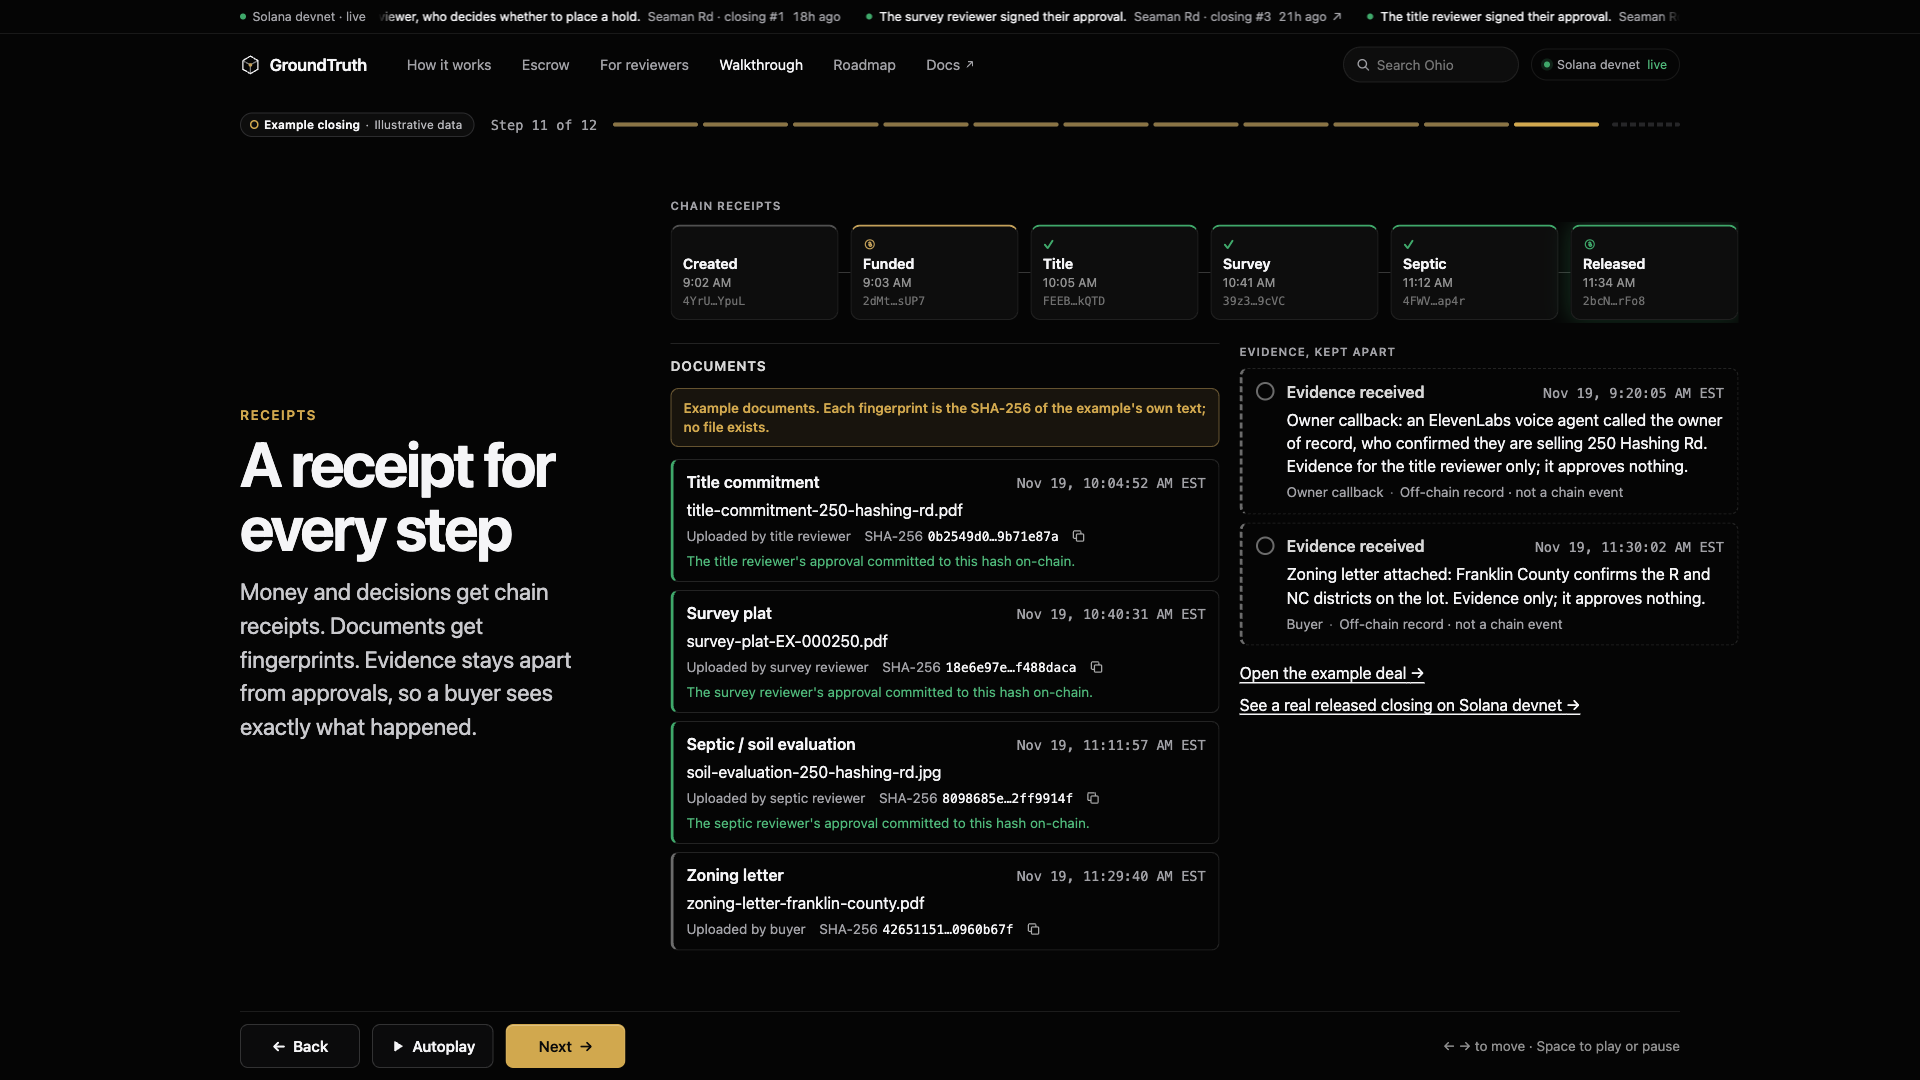 Solana devnet · live
viewer, who decides whether to place a hold. Seaman Rd · closing #1 18h ago
The survey reviewer signed their approval. Seaman Rd · closing #3 21h ago ↗
The title reviewer signed their approval. Seaman
GroundTruth
How it works
Escrow
For reviewers
Walkthrough
Roadmap
Docs ↗
Search Ohio
Solana devnet live
Example closing · Illustrative data
Step 11 of 12
RECEIPTS
A receipt for
every step
Money and decisions get chain
receipts. Documents get
fingerprints. Evidence stays apart
from approvals, so a buyer sees
exactly what happened.
CHAIN RECEIPTS
Created
9:02 AM
4YrU…YpuL
Funded
9:03 AM
2dMt…sUP7
Title
10:05 AM
FEEB…kQTD
Survey
10:41 AM
39z3…9cVC
Septic
11:12 AM
4FWV…ap4r
Released
11:34 AM
2bcN…rFo8
DOCUMENTS
Example documents. Each fingerprint is the SHA-256 of the example's own text;
no file exists.
Title commitment
Nov 19, 10:04:52 AM EST
title-commitment-250-hashing-rd.pdf
Uploaded by title reviewer SHA-256 0b2549d0…9b71e87a
The title reviewer's approval committed to this hash on-chain.
Survey plat
Nov 19, 10:40:31 AM EST
survey-plat-EX-000250.pdf
Uploaded by survey reviewer SHA-256 18e6e97e…f488daca
The survey reviewer's approval committed to this hash on-chain.
Septic / soil evaluation
Nov 19, 11:11:57 AM EST
soil-evaluation-250-hashing-rd.jpg
Uploaded by septic reviewer SHA-256 8098685e…2ff9914f
The septic reviewer's approval committed to this hash on-chain.
Zoning letter
Nov 19, 11:29:40 AM EST
zoning-letter-franklin-county.pdf
Uploaded by buyer SHA-256 42651151…0960b67f
EVIDENCE, KEPT APART
Evidence received
Nov 19, 9:20:05 AM EST
Owner callback: an ElevenLabs voice agent called the owner
of record, who confirmed they are selling 250 Hashing Rd.
Evidence for the title reviewer only; it approves nothing.
Owner callback · Off-chain record · not a chain event
Evidence received
Nov 19, 11:30:02 AM EST
Zoning letter attached: Franklin County confirms the R and
NC districts on the lot. Evidence only; it approves nothing.
Buyer · Off-chain record · not a chain event
Open the example deal →
See a real released closing on Solana devnet →
← Back
Autoplay
Next →
← → to move · Space to play or pause